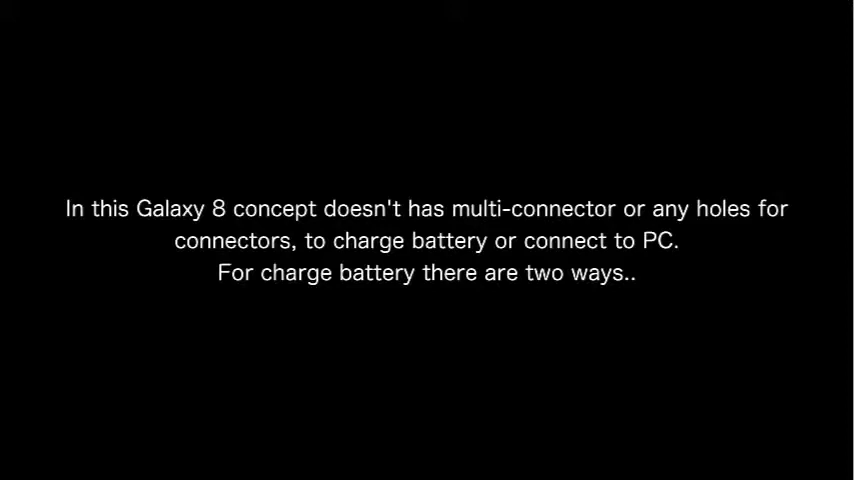 In this Galaxy 8 concept doesn't has multi-connector or any holes for
connectors, to charge battery or connect to PC.
For charge battery there are two ways..